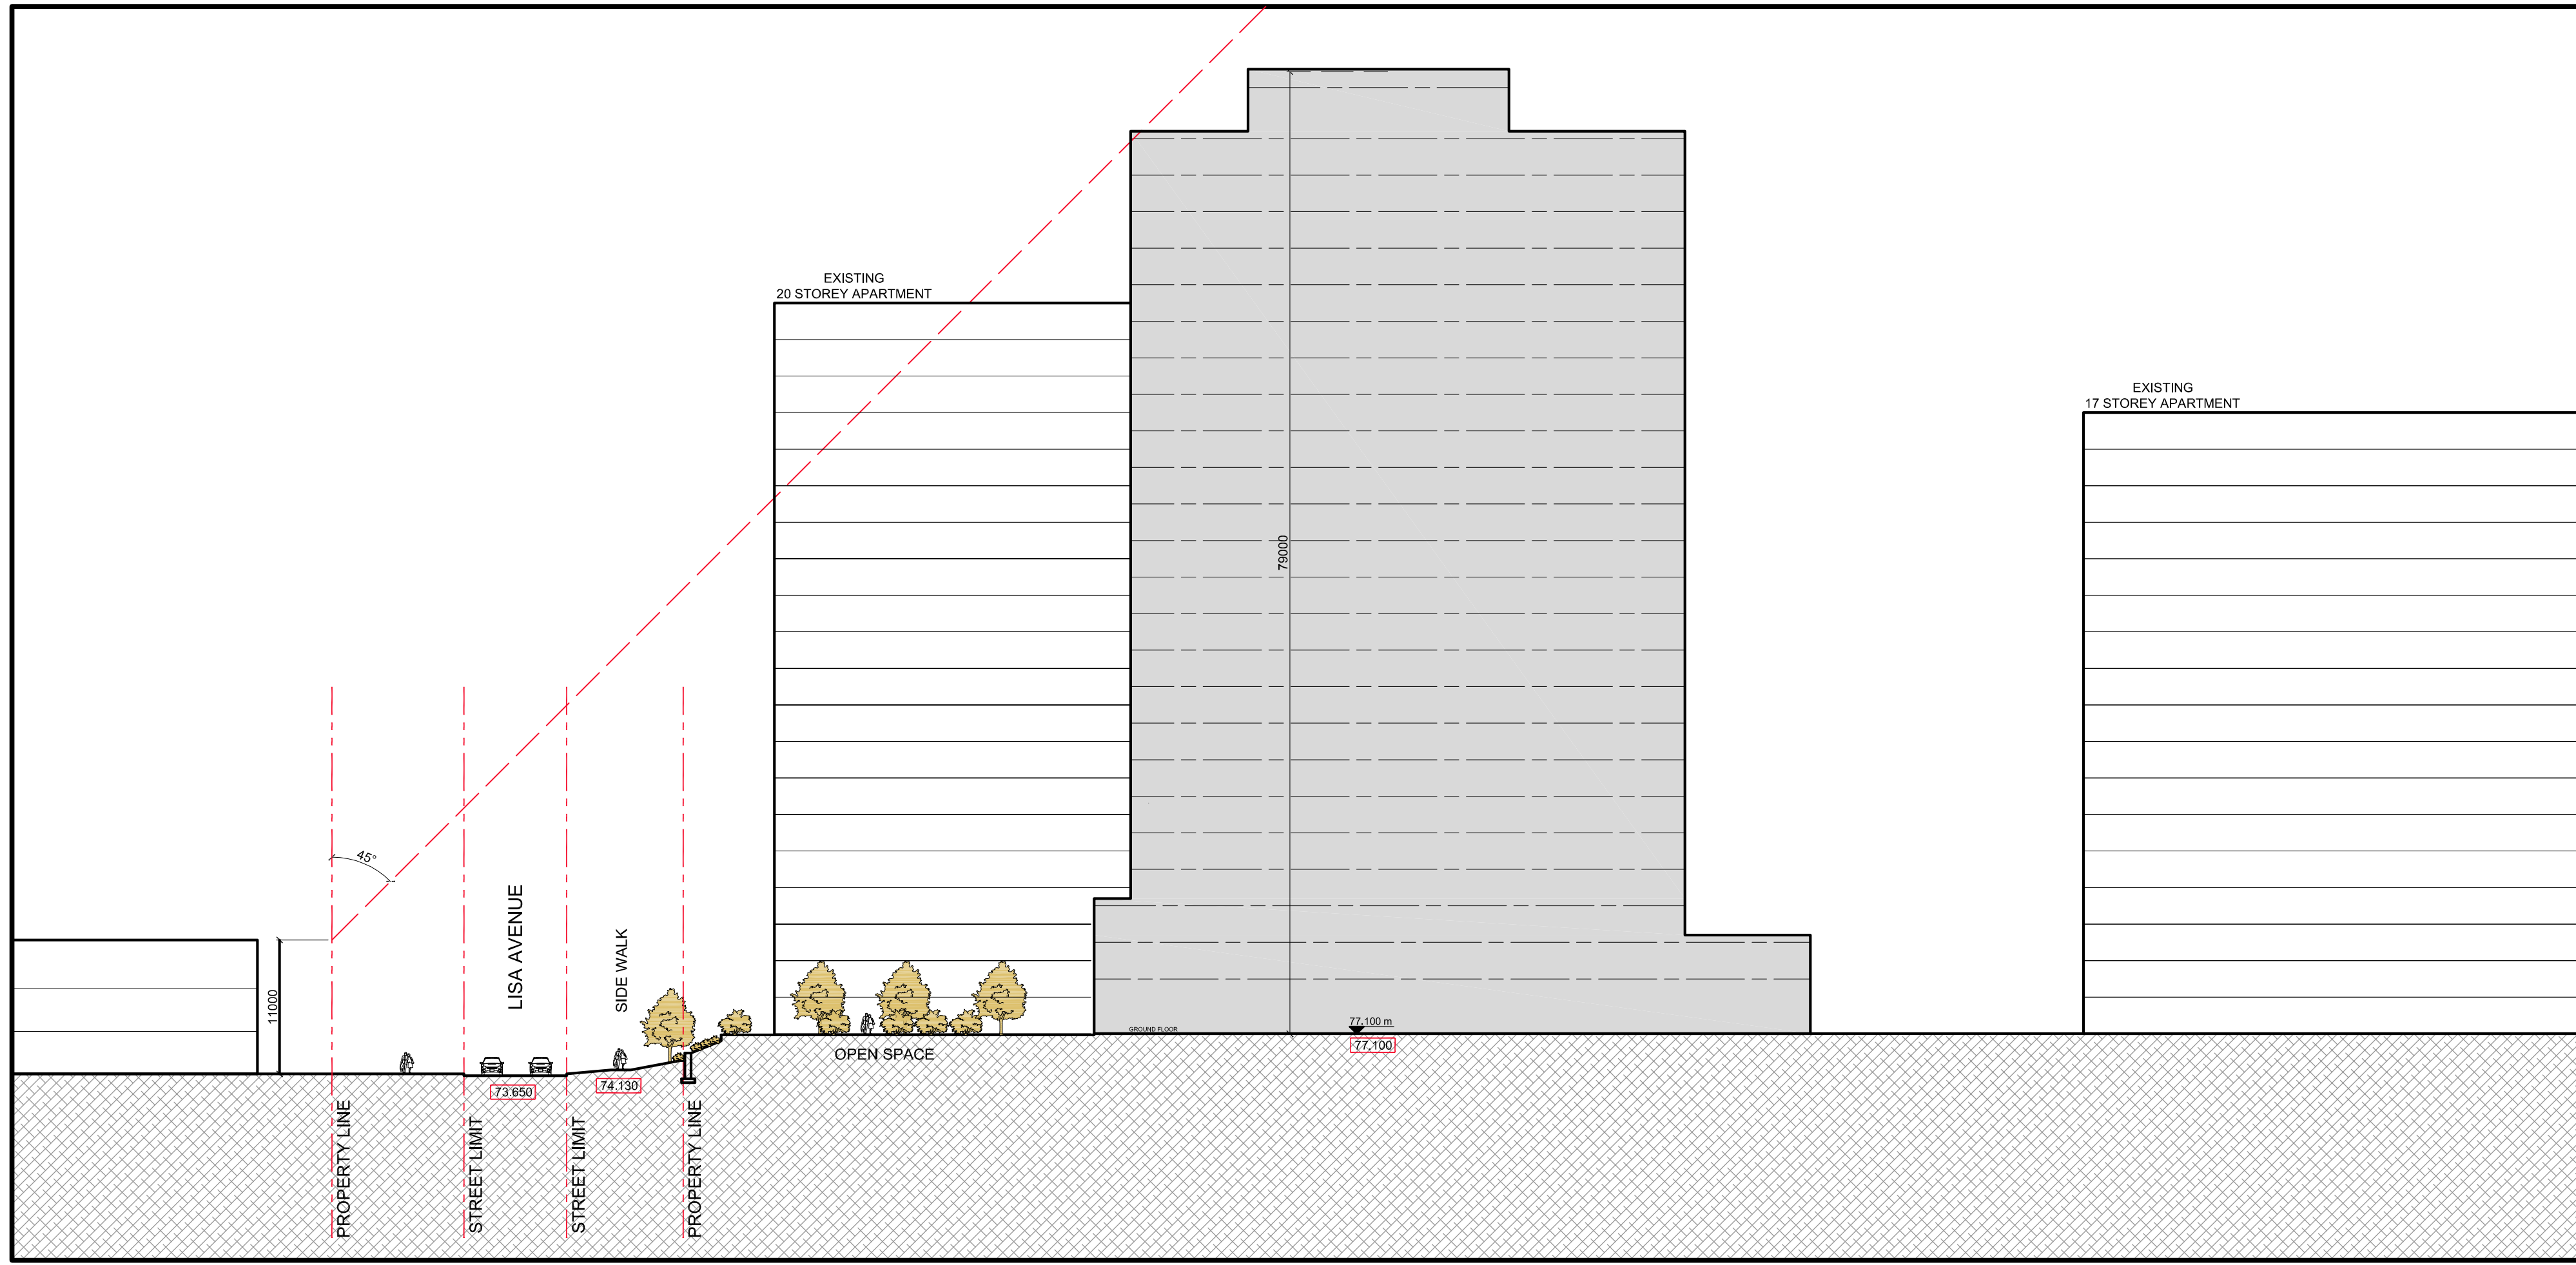 EXISTING
20 STOREY APARTMENT
EXISTING
17 STOREY APARTMENT
79000
45°
LISA AVENUE
SIDE WALK
11000
GROUND FLOOR
77.100 m
77.100
OPEN SPACE
73.650
74.130
PROPERTY LINE
STREET LIMIT
STREET LIMIT
PROPERTY LINE